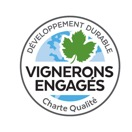 DÉVELOPPEMENT DURABLE
VIGNERONS
ENGAGÉS
Charte Qualité